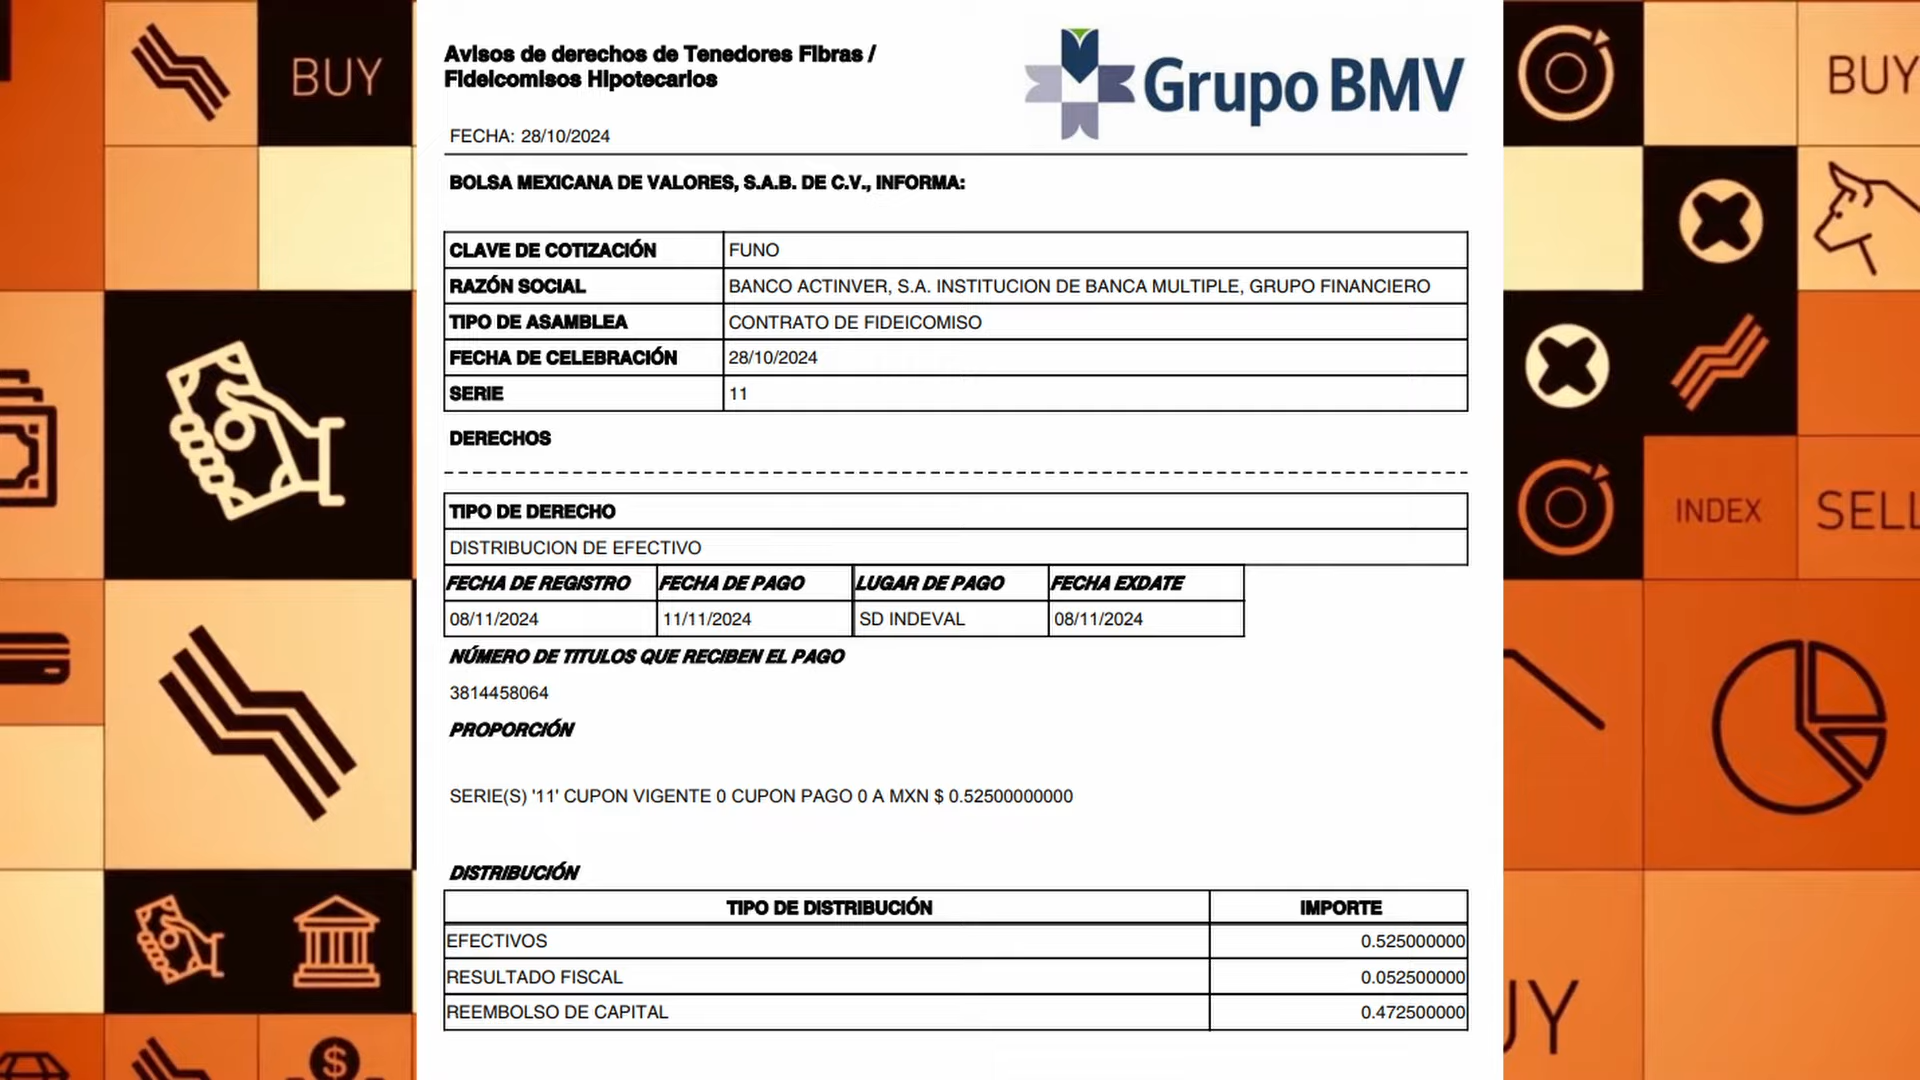 BUY
Avisos de derechos de Tenedores Fibras /
Fideicomisos Hipotecarios
Grupo BMV
FECHA: 28/10/2024
BOLSA MEXICANA DE VALORES, S.A.B. DE C.V., INFORMA:
CLAVE DE COTIZACIÓN FUNO
RAZÓN SOCIAL BANCO ACTINVER, S.A. INSTITUCION DE BANCA MULTIPLE, GRUPO FINANCIERO
TIPO DE ASAMBLEA CONTRATO DE FIDEICOMISO
FECHA DE CELEBRACIÓN 28/10/2024
SERIE 11
DERECHOS
TIPO DE DERECHO
DISTRIBUCION DE EFECTIVO
FECHA DE REGISTRO FECHA DE PAGO LUGAR DE PAGO FECHA EXDATE
08/11/2024 11/11/2024 SD INDEVAL 08/11/2024
NÚMERO DE TITULOS QUE RECIBEN EL PAGO
3814458064
PROPORCIÓN
SERIE(S) '11' CUPON VIGENTE 0 CUPON PAGO 0 A MXN $ 0.52500000000
DISTRIBUCIÓN
TIPO DE DISTRIBUCIÓN IMPORTE
EFECTIVOS 0.525000000
RESULTADO FISCAL 0.052500000
REEMBOLSO DE CAPITAL 0.472500000
$
BUY
INDEX
SELL
UY